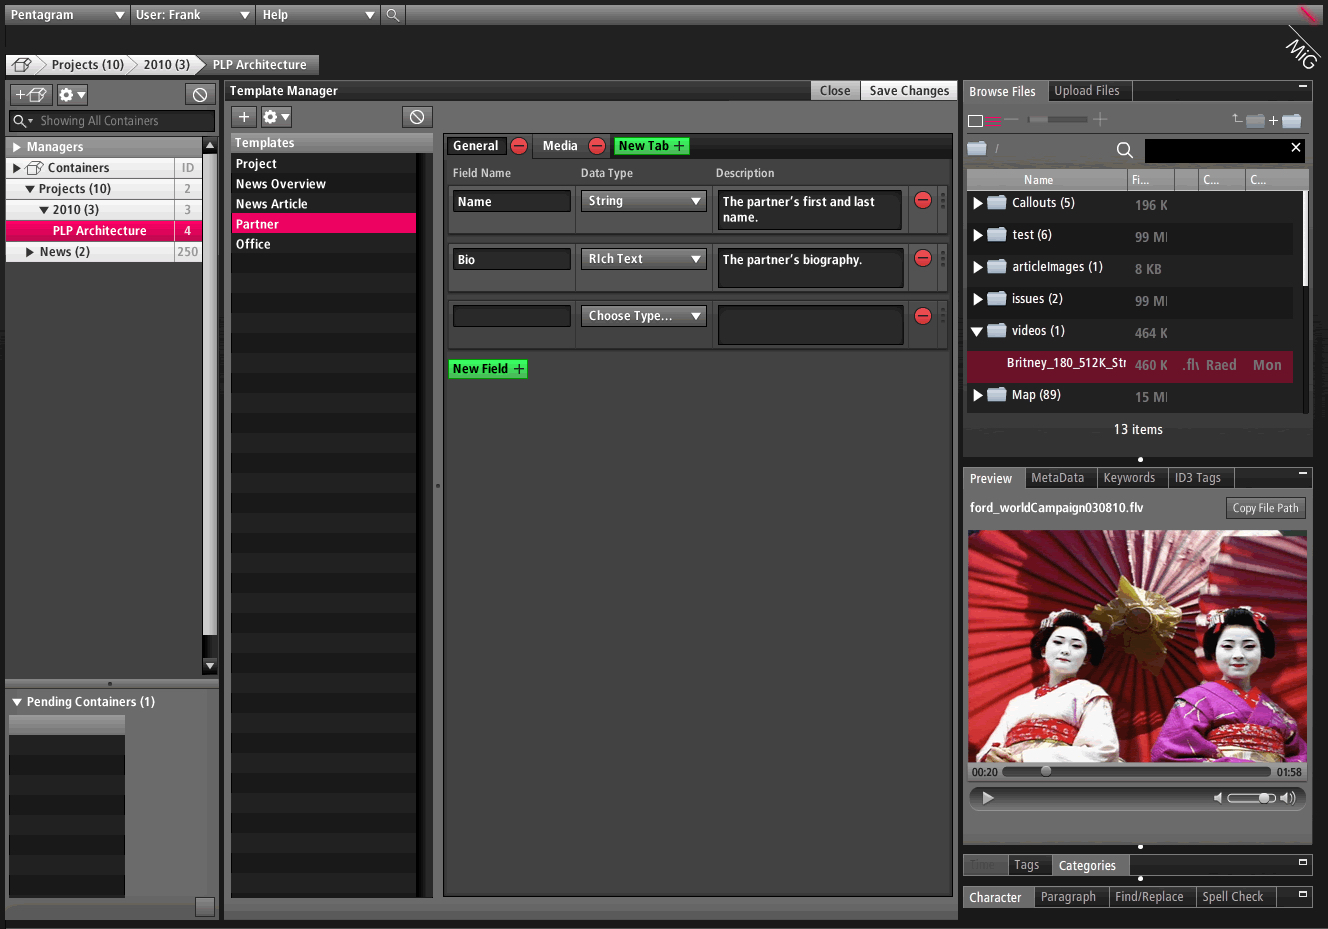 Pentagram
User: Frank
Help
MiG
Projects (10)
2010 (3)
PLP Architecture
Showing All Containers
Managers
Containers
ID
Projects (10)
2
2010 (3)
3
PLP Architecture
4
News (2)
250
Pending Containers (1)
Template Manager
Close
Save Changes
Templates
Project
News Overview
News Article
Partner
Office
General
Media
New Tab +
Field Name
Data Type
Description
Name
String
The partner's first and last
name.
Bio
RIch Text
The partner's biography.
Choose Type...
New Field +
Browse Files
Upload Files
/
Name
Fi...
C...
C...
Callouts (5)
196 K
test (6)
99 MI
articleImages (1)
8 KB
issues (2)
99 MI
videos (1)
464 K
Britney_180_512K_Str
460 K
.flv
Raed
Mon
Map (89)
15 MI
13 items
Preview
MetaData
Keywords
ID3 Tags
ford_worldCampaign030810.flv
Copy File Path
00:20
01:58
Time
Tags
Categories
Character
Paragraph
Find/Replace
Spell Check